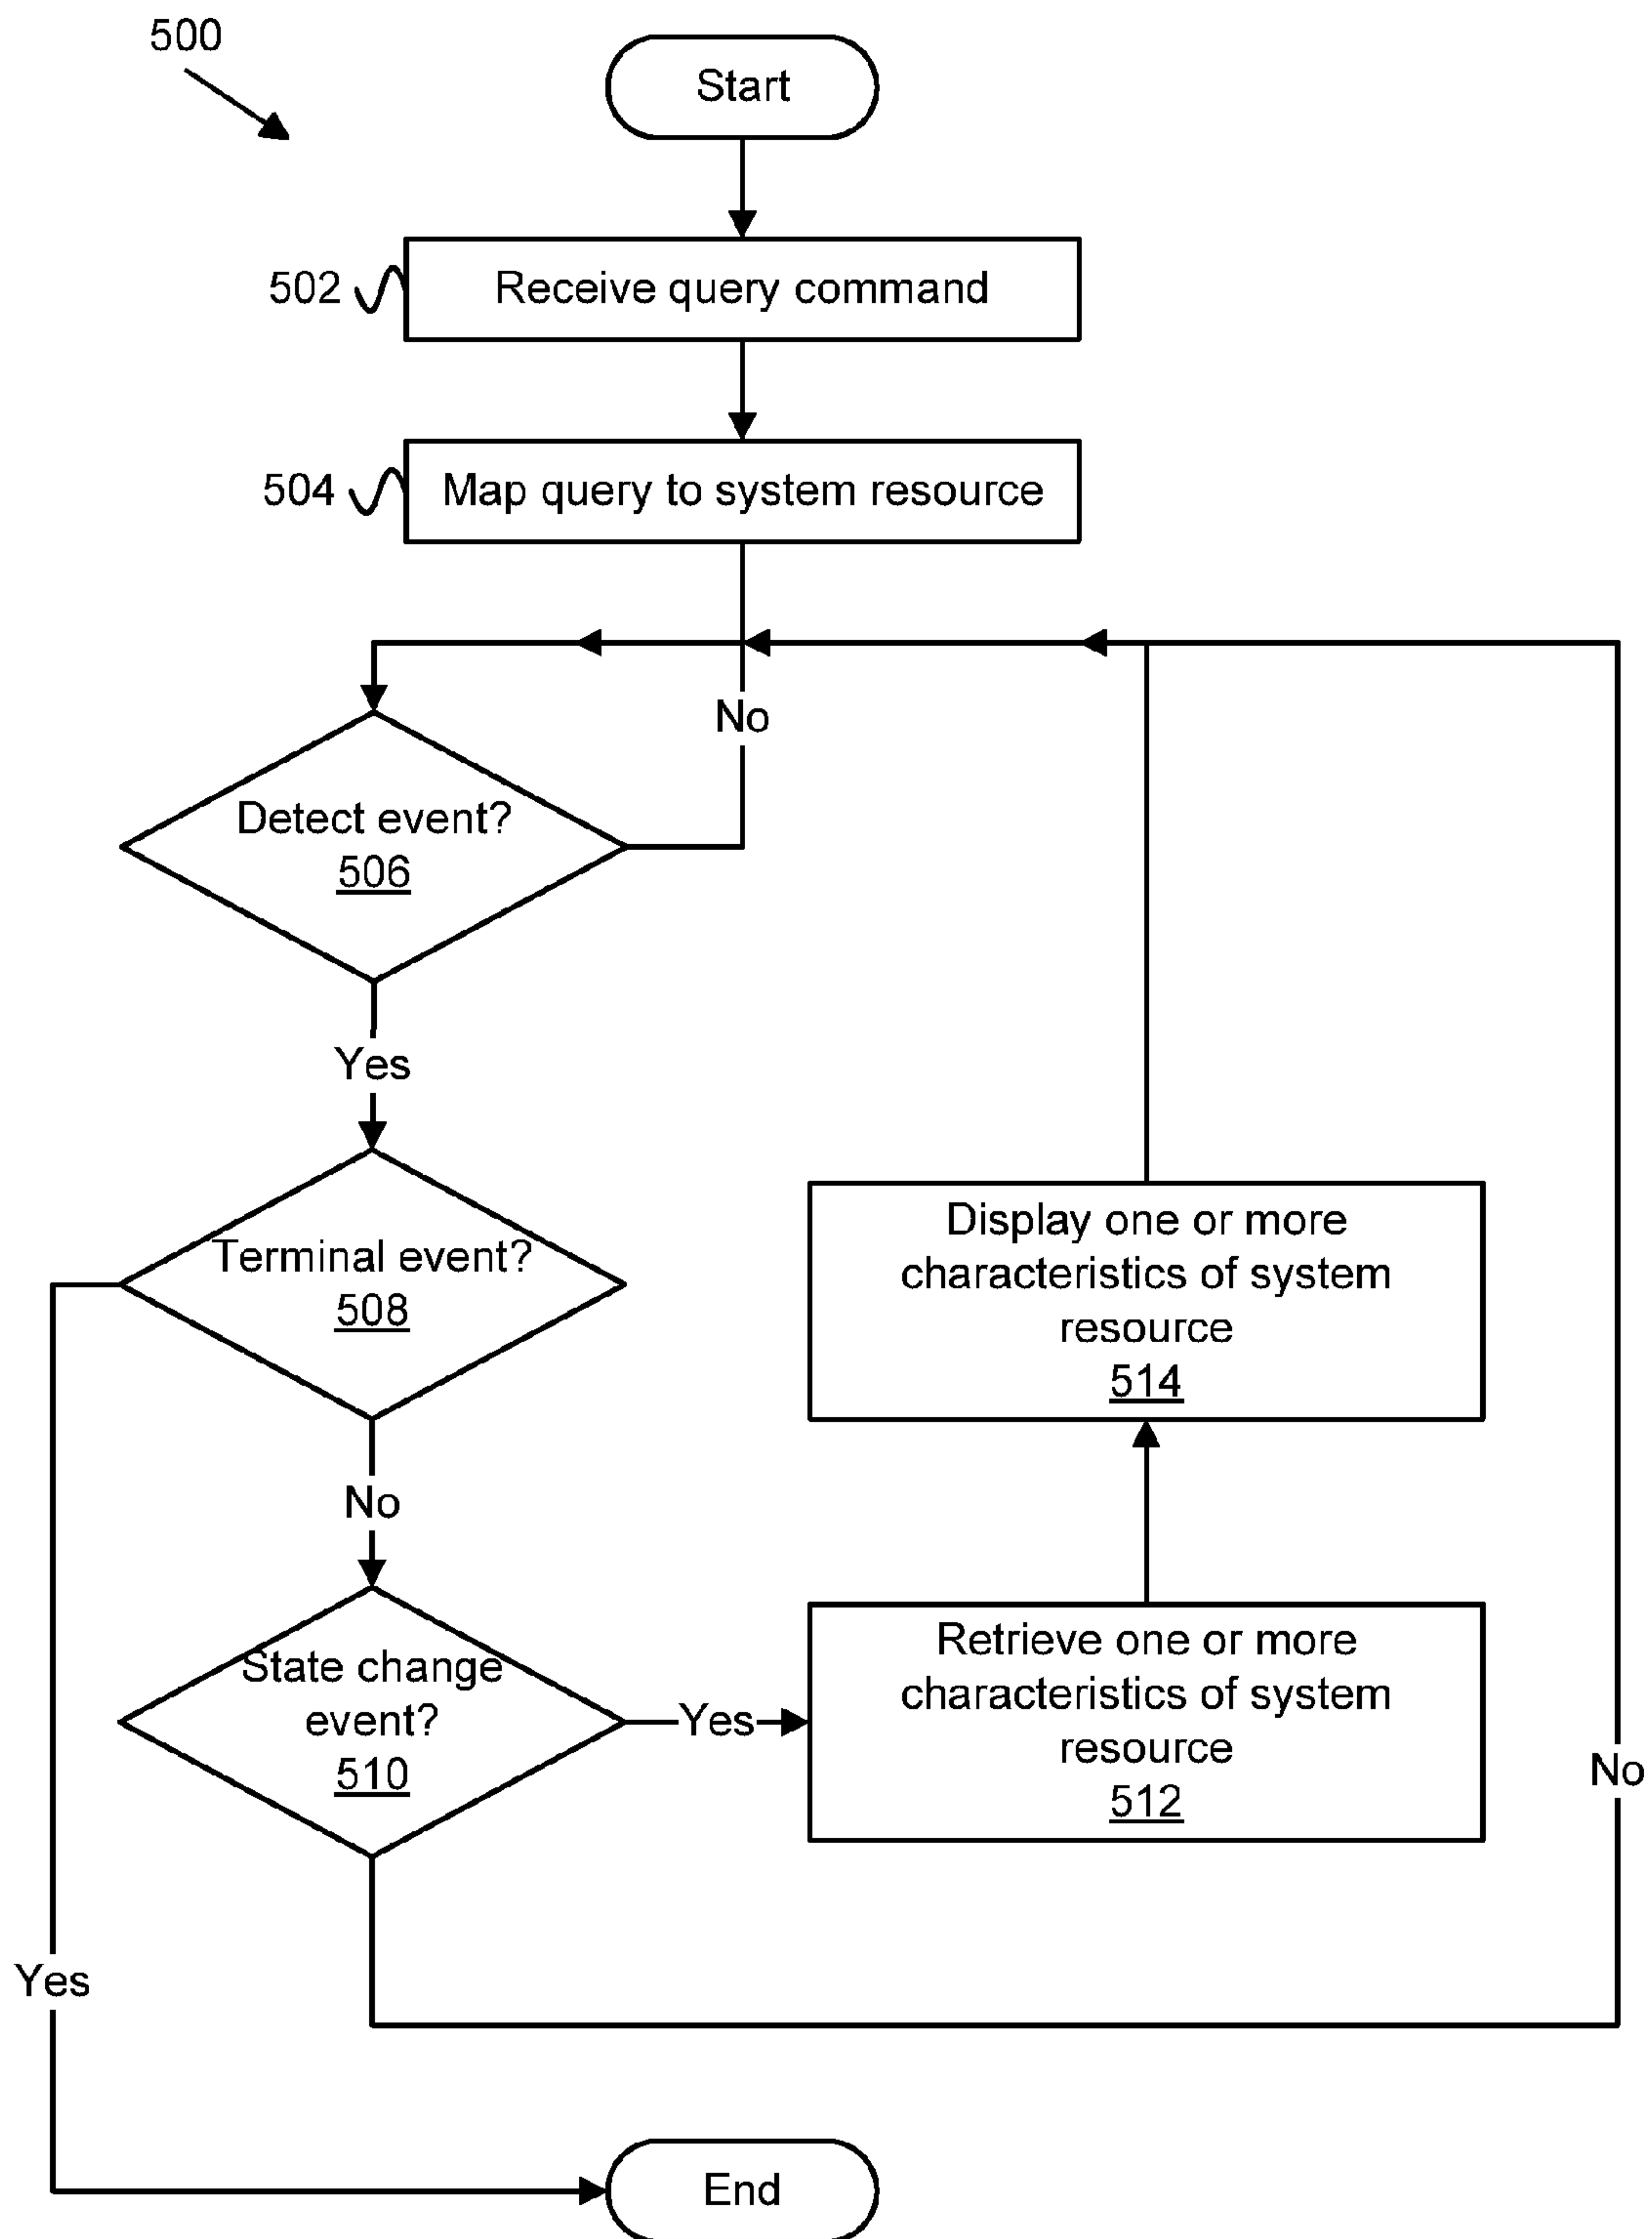 500
Start
502
Receive query command
504
Map query to system resource
No
Detect event?
506
Yes
Terminal event?
508
No
State change
event?
510
Yes
Display one or more
characteristics of system
resource
514
Retrieve one or more
characteristics of system
resource
512
No
Yes
End